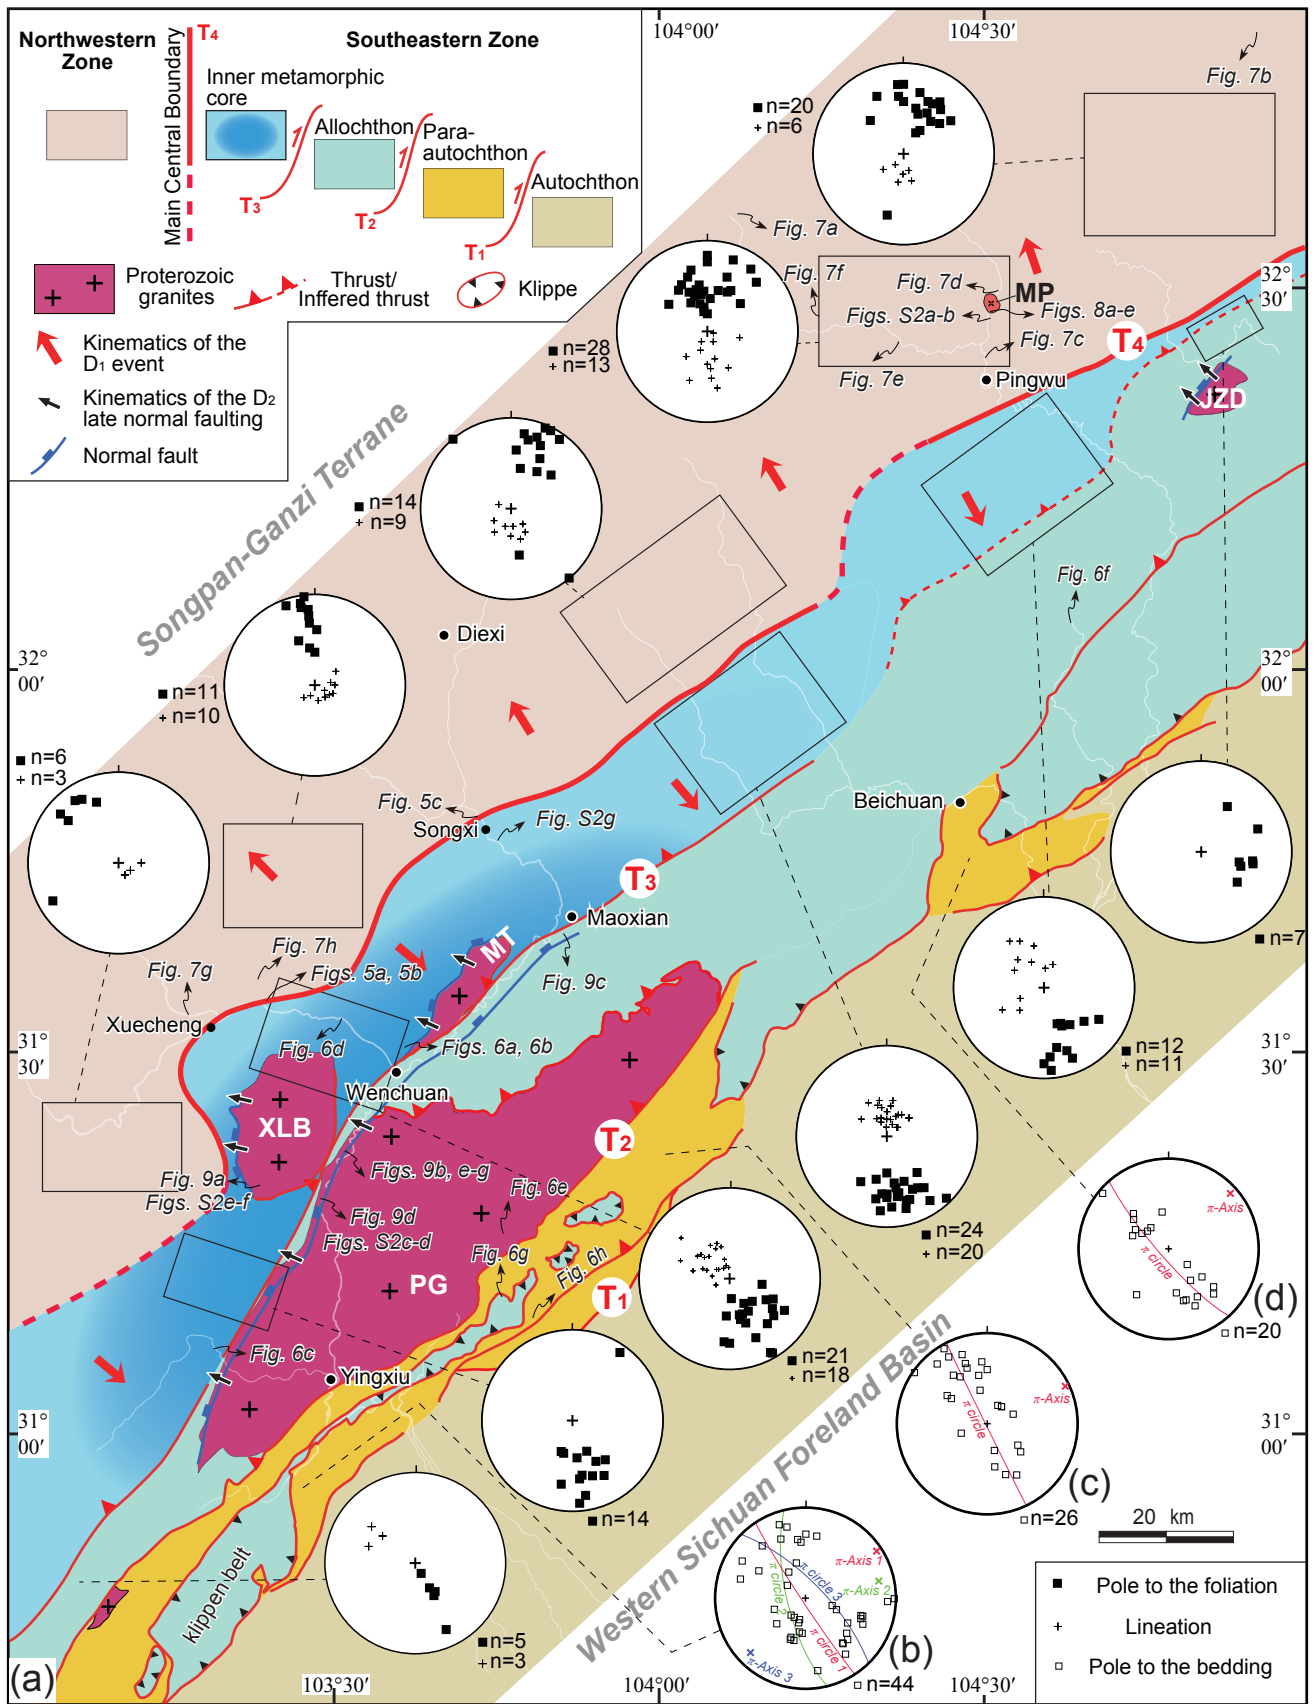 Northwestern
Zone
Main Central Boundary
T4
Southeastern Zone
Inner metamorphic
core
Allochthon
Para-
autochthon
Autochthon
T3
T2
T1
Proterozoic
granites
Thrust/
Inffered thrust
Klippe
Kinematics of the
D1 event
Kinematics of the D2
late normal faulting
Normal fault
104°00′
104°30′
Fig. 7b
n=20
n=6
Fig. 7a
Fig. 7f
Fig. 7d
MP
Figs. S2a-b
Figs. 8a-e
Fig. 7c
Fig. 7e
Pingwu
T4
32°
30′
JZD
n=28
n=13
Songpan-Ganzi Terrane
n=14
n=9
Fig. 6f
Diexi
32°
00′
32°
00′
n=11
n=10
n=6
n=3
Fig. 5c
Songxi
Fig. S2g
Beichuan
T3
Maoxian
MT
n=7
Fig. 7h
Fig. 7g
Figs. 5a, 5b
Fig. 9c
Xuecheng
31°
30′
Fig. 6d
Figs. 6a, 6b
Wenchuan
n=12
n=11
31°
30′
XLB
T2
Fig. 9a
Figs. S2e-f
Figs. 9b, e-g
Fig. 6e
Fig. 9d
Figs. S2c-d
Fig. 6g
Fig. 6h
n=24
n=20
π-Axis
π circle
(d)
n=20
PG
T1
Fig. 6c
Yingxiu
n=21
n=18
31°
00′
31°
00′
π-Axis
π circle
(c)
n=26
n=14
Western Sichuan Foreland Basin
20 km
klippen belt
n=5
n=3
π-Axis 1
π-Axis 2
π-Axis 3
π circle 1
π circle 2
π circle 3
(b)
n=44
Pole to the foliation
Lineation
Pole to the bedding
(a)
103°30′
104°00′
104°30′